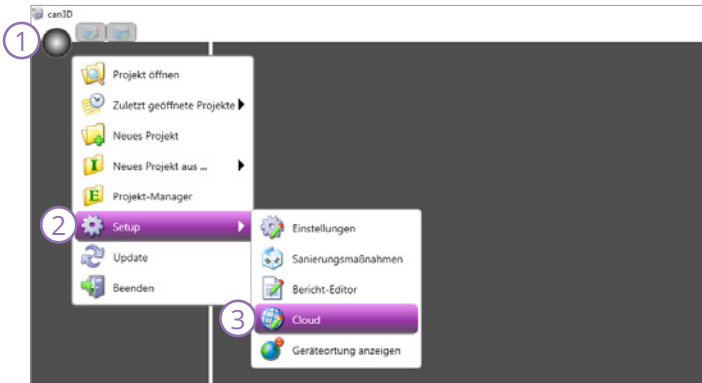 can3D
1
Projekt öffnen
Zuletzt geöffnete Projekte
Neues Projekt
I Neues Projekt aus ...
E Projekt-Manager
2 Setup
Einstellungen
Update
Sanierungsmaßnahmen
Beenden
Bericht-Editor
3 Cloud
Geräteortung anzeigen